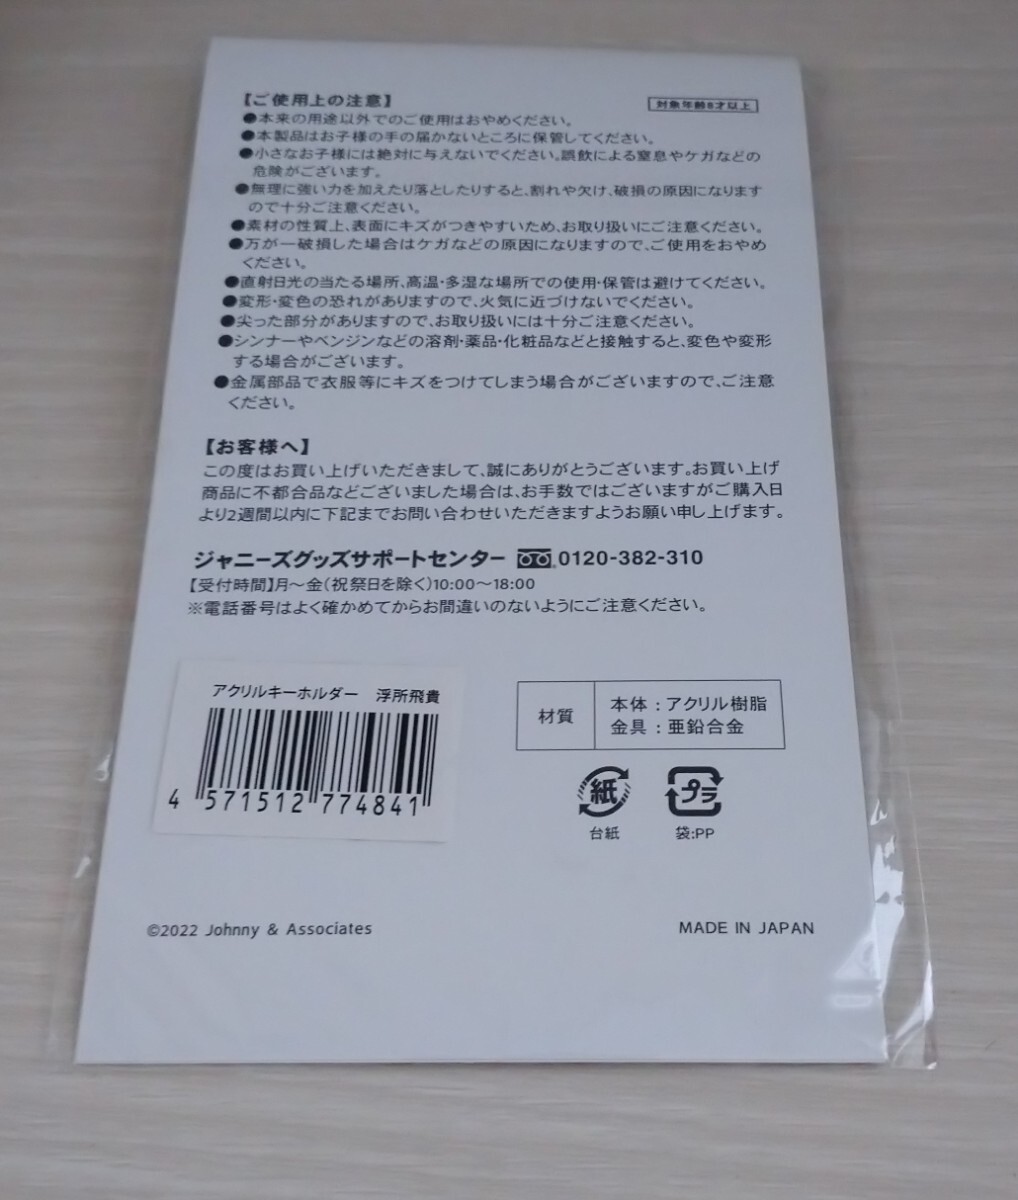 【ご使用上の注意】
対象年齢8才以上
●本来の用途以外でのご使用はおやめください。
●本製品はお子様の手の届かないところに保管してください。
●小さなお子様には絶対に与えないでください。誤飲による窒息やケガなどの
危険がございます。
●無理に強い力を加えたり落としたりすると、割れや欠け、破損の原因になります
ので十分ご注意ください。
●素材の性質上、表面にキズがつきやすいため、お取り扱いにご注意ください。
●万が一破損した場合はケガなどの原因になりますので、ご使用をおやめ
ください。
●直射日光の当たる場所、高温・多湿な場所での使用・保管は避けてください。
●変形・変色の恐れがありますので、火気に近づけないでください。
●尖った部分がありますので、お取り扱いには十分ご注意ください。
●シンナーやベンジンなどの溶剤・薬品・化粧品などと接触すると、変色や変形
する場合がございます。
●金属部品で衣服等にキズをつけてしまう場合がございますので、ご注意
ください。
【お客様へ】
この度はお買い上げいただきまして、誠にありがとうございます。お買い上げ
商品に不都合品などございました場合は、お手数ではございますがご購入日
より2週間以内に下記までお問い合わせいただきますようお願い申し上げます。
ジャニーズグッズサポートセンター 0120-382-310
【受付時間】月〜金(祝祭日を除く)10:00〜18:00
※電話番号はよく確かめてからお間違いのないようにご注意ください。
アクリルキーホルダー 浮所飛貴
4 571512 774841
材質
本体：アクリル樹脂
金具：亜鉛合金
紙
プラ
台紙
袋:PP
©2022 Johnny & Associates
MADE IN JAPAN